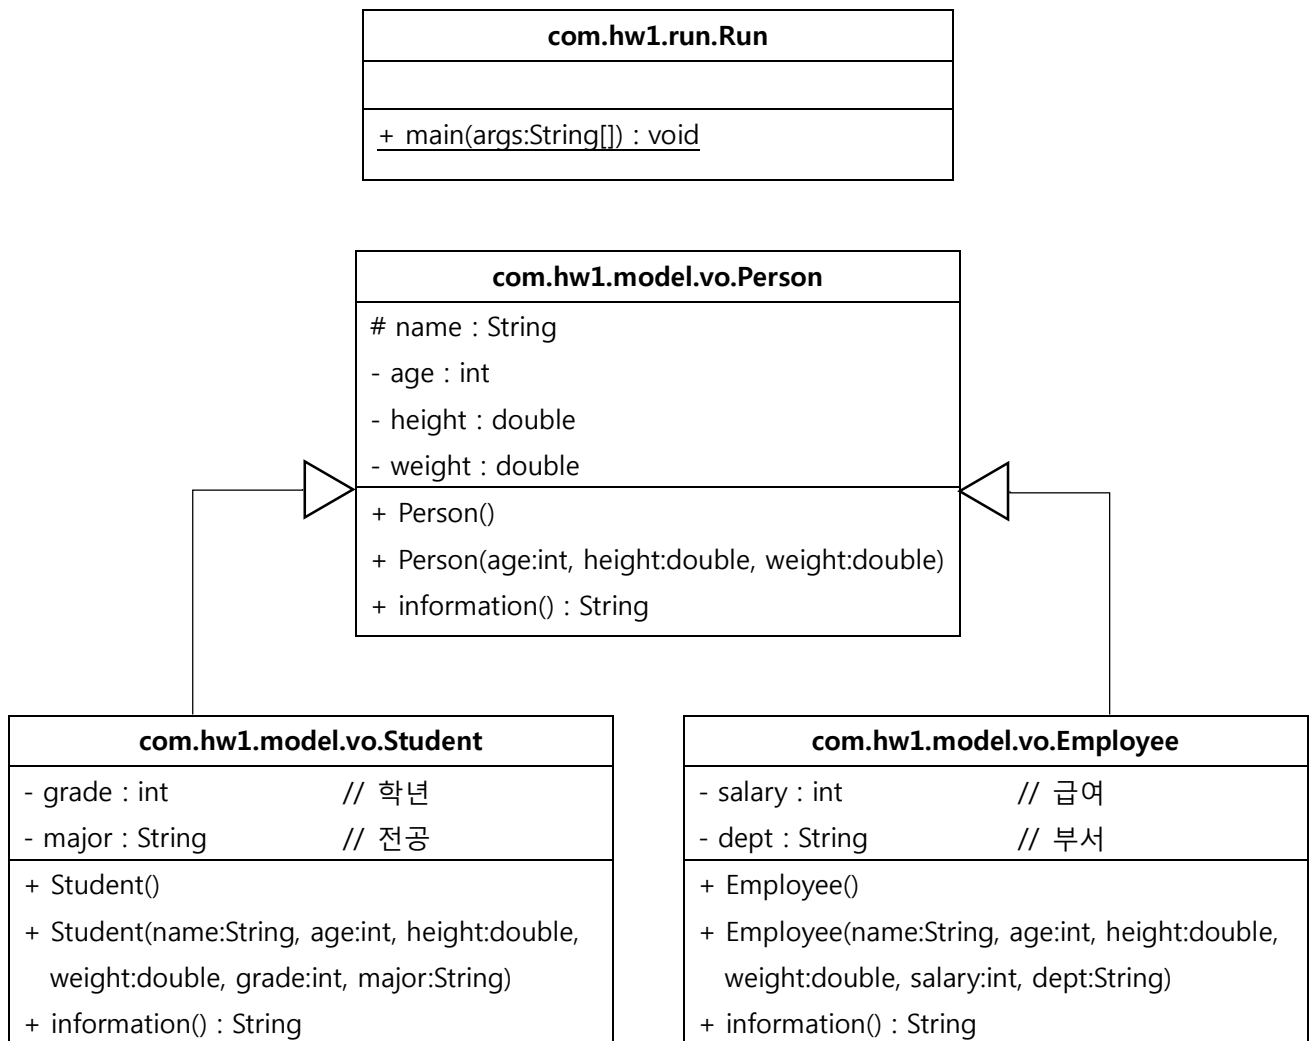 com.hw1.run.Run
+ main(args:String[]) : void
com.hw1.model.vo.Person
# name : String
- age : int
- height : double
- weight : double
+ Person()
+ Person(age:int, height:double, weight:double)
+ information() : String
com.hw1.model.vo.Student
- grade : int // 학년
- major : String // 전공
+ Student()
+ Student(name:String, age:int, height:double,
weight:double, grade:int, major:String)
+ information() : String
com.hw1.model.vo.Employee
- salary : int // 급여
- dept : String // 부서
+ Employee()
+ Employee(name:String, age:int, height:double,
weight:double, salary:int, dept:String)
+ information() : String